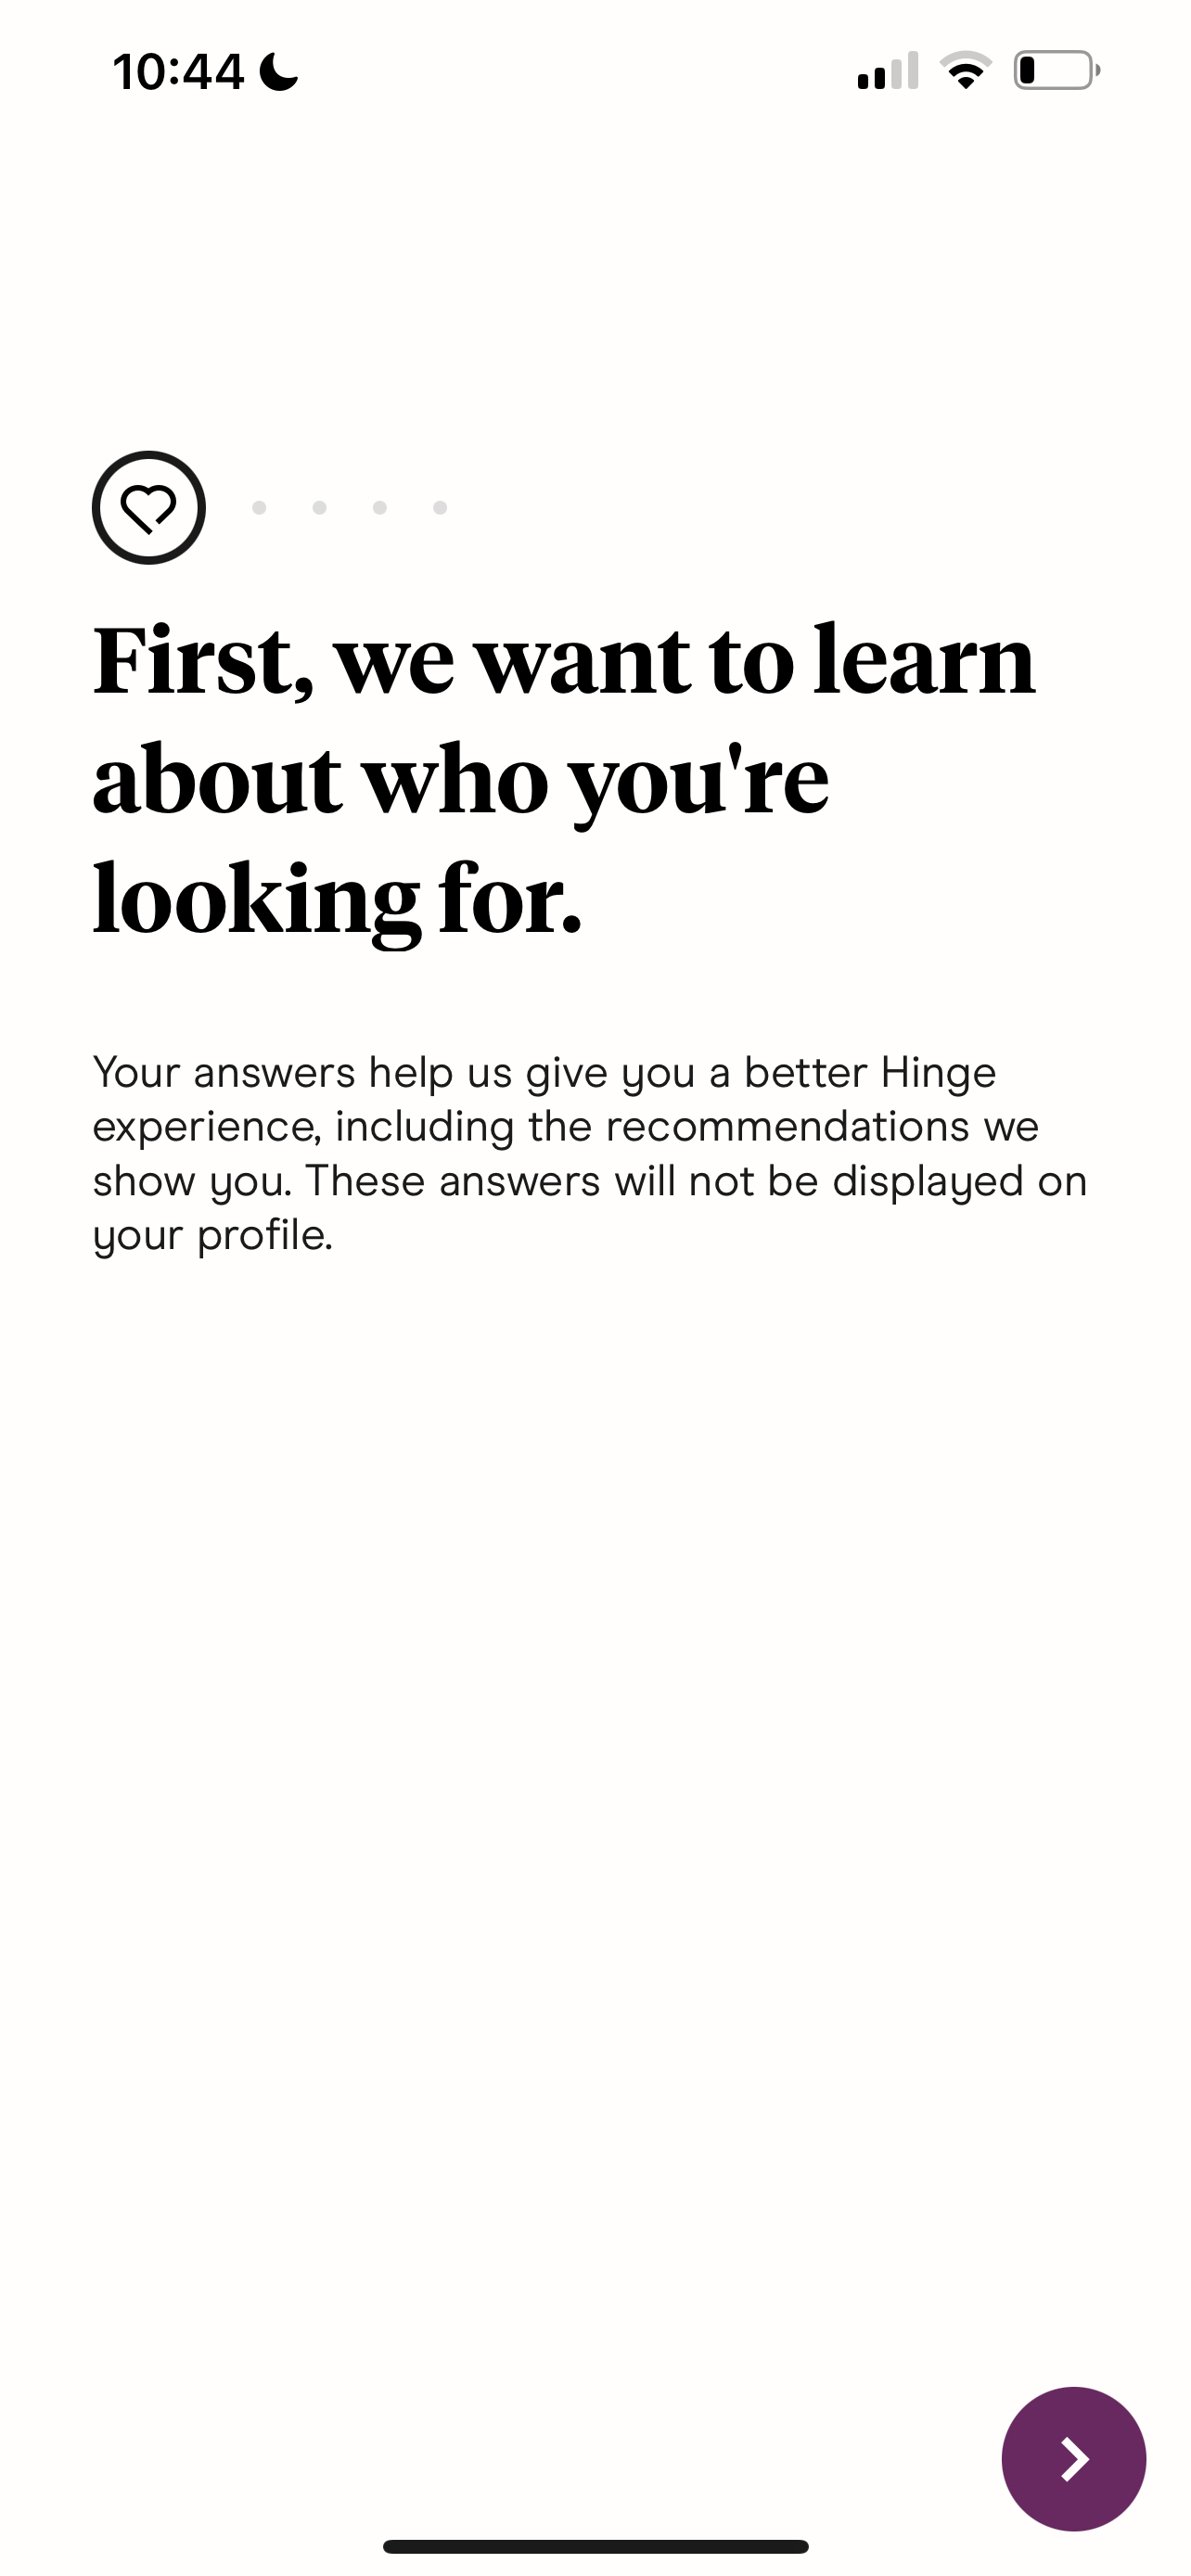 10:44
First, we want to learn
about who you're
looking for.
Your answers help us give you a better Hinge
experience, including the recommendations we
show you. These answers will not be displayed on
your profile.